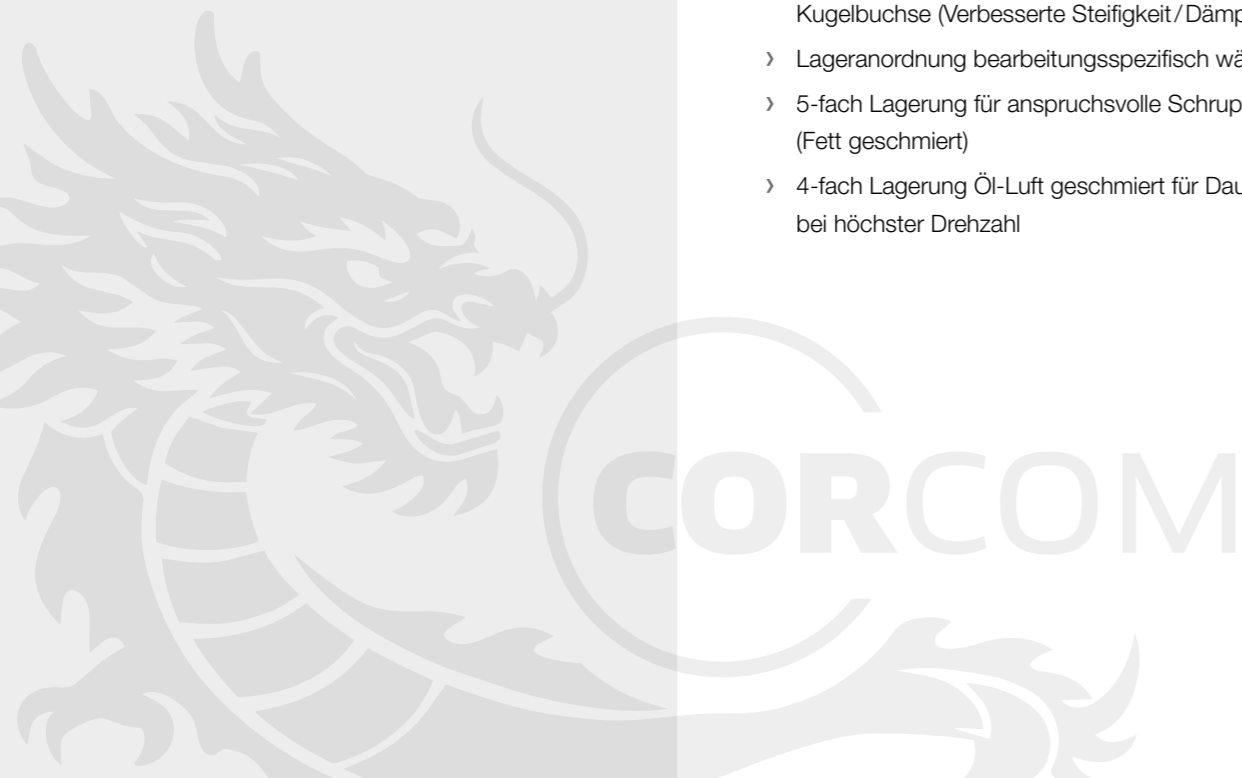 Kugelbuchse (Verbesserte Steifigkeit/Dämp
› Lageranordnung bearbeitungsspezifisch wä
› 5-fach Lagerung für anspruchsvolle Schrup
(Fett geschmiert)
› 4-fach Lagerung Öl-Luft geschmiert für Dau
bei höchster Drehzahl
CORCOM